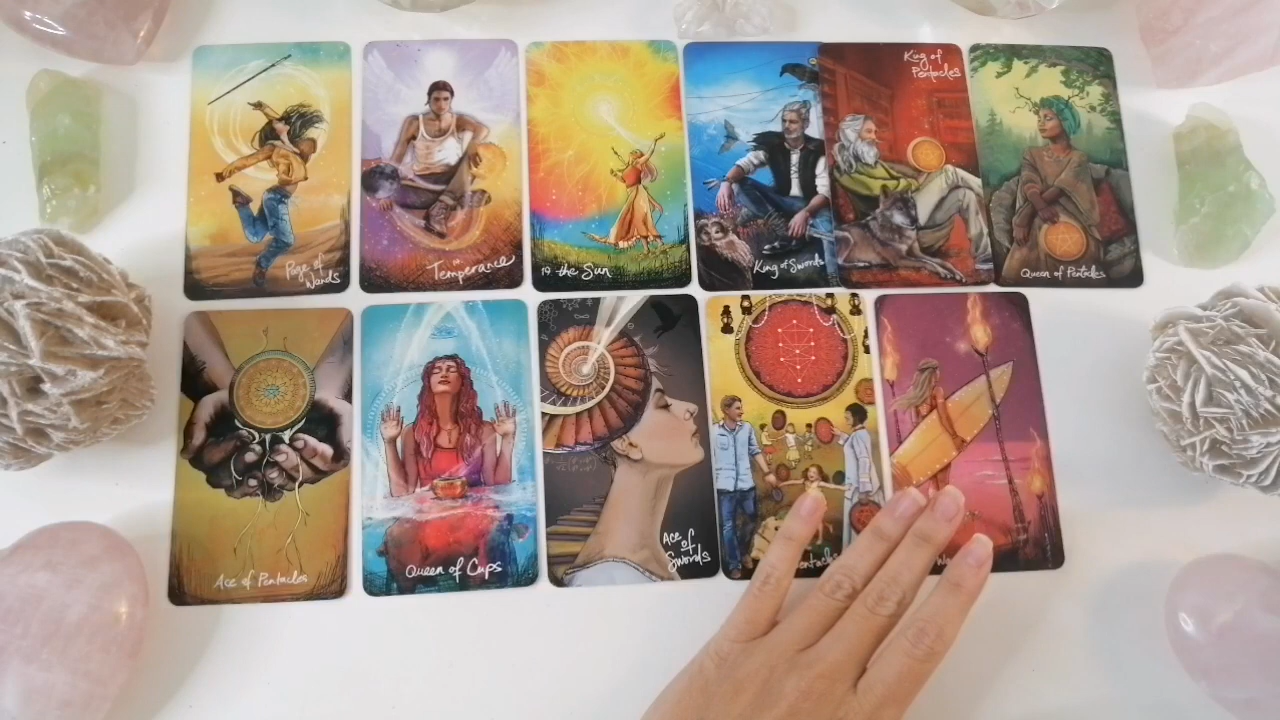 Page of
Wands
Temperance
19 the Sun
King of Swords
King of
Pentacles
Queen of Pentacles
Ace of Pentacles
Queen of Cups
Ace
of
Swords